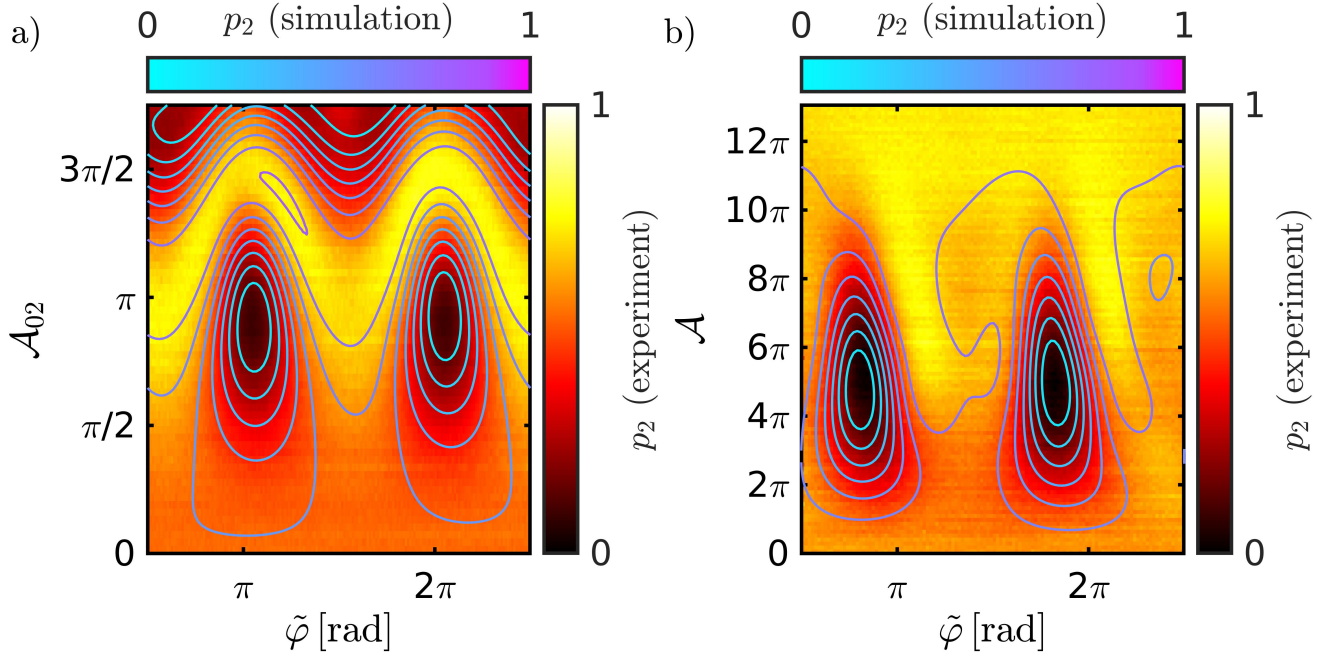 a)
0 p₂ (simulation) 1
𝒜₀₂
3π/2
π
π/2
0
π 2π
φ̃ [rad]
1
p₂ (experiment)
0
b)
0 p₂ (simulation) 1
𝒜
12π
10π
8π
6π
4π
2π
0
π 2π
φ̃ [rad]
1
p₂ (experiment)
0